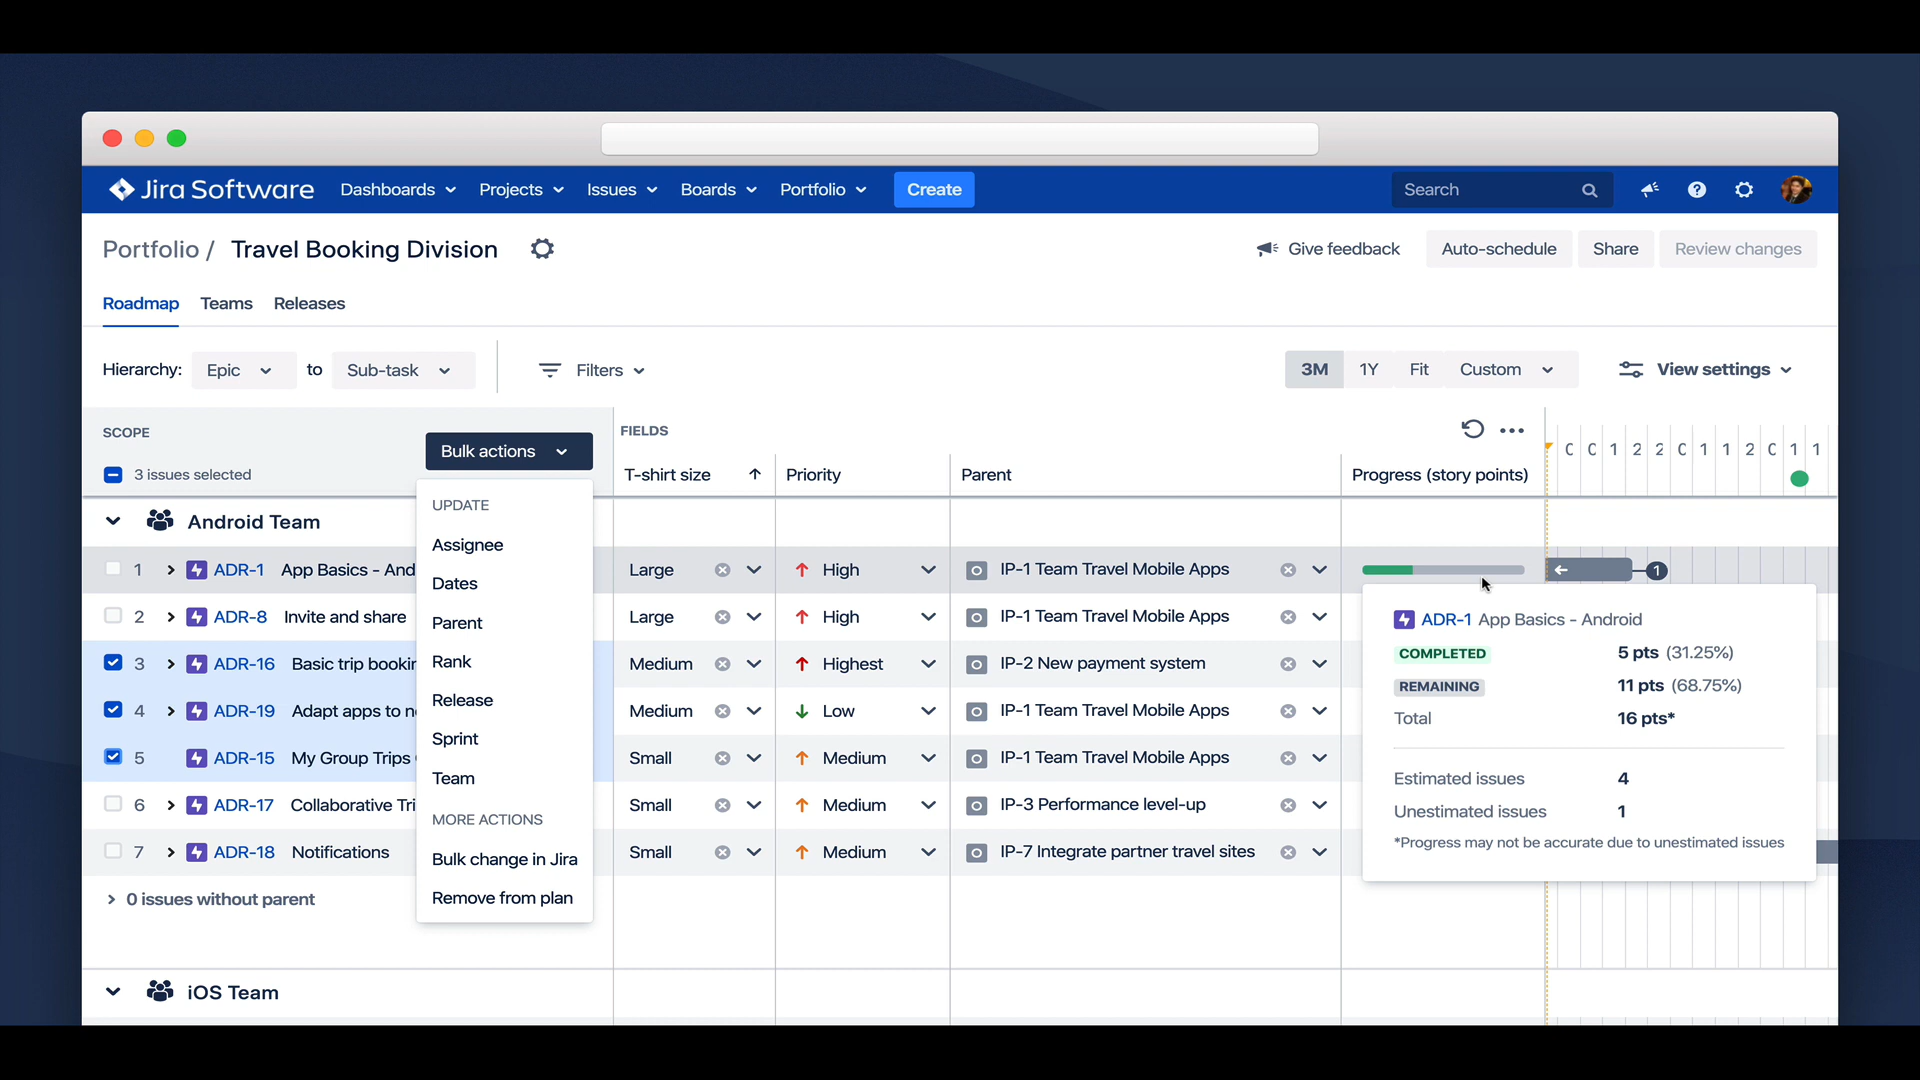 Jira Software Dashboards Projects Issues Boards Portfolio Create Search
Portfolio / Travel Booking Division Give feedback Auto-schedule Share Review changes
Roadmap Teams Releases
Hierarchy: Epic to Sub-task Filters 3M 1Y Fit Custom View settings
SCOPE Bulk actions FIELDS
1 2 2 1 1 2 1 1
3 issues selected T-shirt size Priority Parent Progress (story points)
UPDATE
Assignee
Dates
Parent
Rank
Release
Sprint
Team
MORE ACTIONS
Bulk change in Jira
Remove from plan
Android Team
1 ADR-1 App Basics - And Large High IP-1 Team Travel Mobile Apps 1
2 ADR-8 Invite and share Large High IP-1 Team Travel Mobile Apps
3 ADR-16 Basic trip bookin Medium Highest IP-2 New payment system
4 ADR-19 Adapt apps to n Medium Low IP-1 Team Travel Mobile Apps
5 ADR-15 My Group Trips Small Medium IP-1 Team Travel Mobile Apps
6 ADR-17 Collaborative Tri Small Medium IP-3 Performance level-up
7 ADR-18 Notifications Small Medium IP-7 Integrate partner travel sites
ADR-1 App Basics - Android
COMPLETED 5 pts (31.25%)
REMAINING 11 pts (68.75%)
Total 16 pts*
Estimated issues 4
Unestimated issues 1
*Progress may not be accurate due to unestimated issues
0 issues without parent
iOS Team